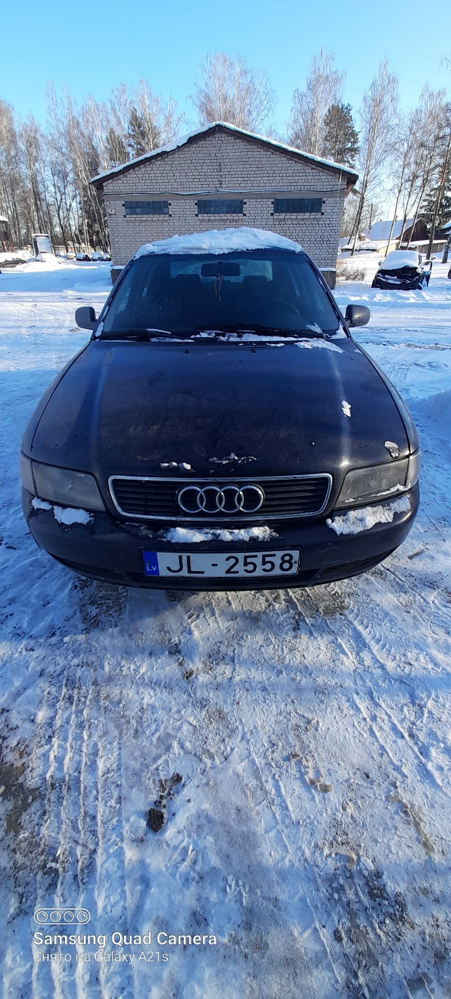 LV
JL-2558
Samsung Quad Camera
Снято на Galaxy A21s